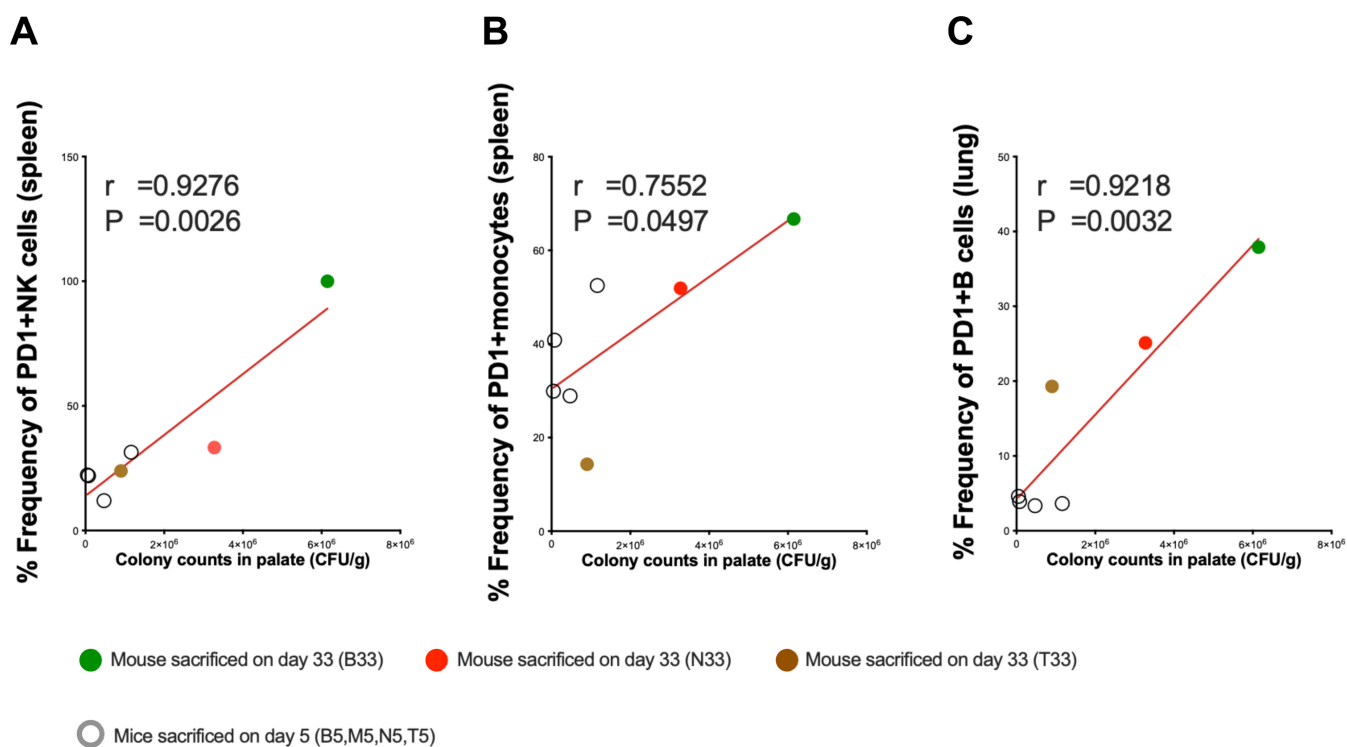 A
B
C
% Frequency of PD1+NK cells (spleen)
150
100
50
0
r =0.9276
P =0.0026
0
2×10⁶
4×10⁶
6×10⁶
8×10⁶
Colony counts in palate (CFU/g)
% Frequency of PD1+monocytes (spleen)
80
60
40
20
0
r =0.7552
P =0.0497
0
2×10⁶
4×10⁶
6×10⁶
8×10⁶
Colony counts in palate (CFU/g)
% Frequency of PD1+B cells (lung)
50
40
30
20
10
0
r =0.9218
P =0.0032
0
2×10⁶
4×10⁶
6×10⁶
8×10⁶
Colony counts in palate (CFU/g)
Mouse sacrificed on day 33 (B33)
Mouse sacrificed on day 33 (N33)
Mouse sacrificed on day 33 (T33)
Mice sacrificed on day 5 (B5,M5,N5,T5)